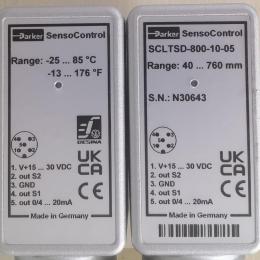 Parker SensoControl
Range: -25 ... 85 °C
-13 ... 176 °F
DESINA
1. V+15 ... 30 VDC
2. out S2
3. GND
4. out S1
5. out 0/4 ... 20mA
UK
CA
CE
Made in Germany
Parker SensoControl
SCLTSD-800-10-05
Range: 40 ... 760 mm
S.N.: N30643
1. V+15 ... 30 VDC
2. out S2
3. GND
4. out S1
5. out 0/4 ... 20mA
UK
CA
CE
Made in Germany